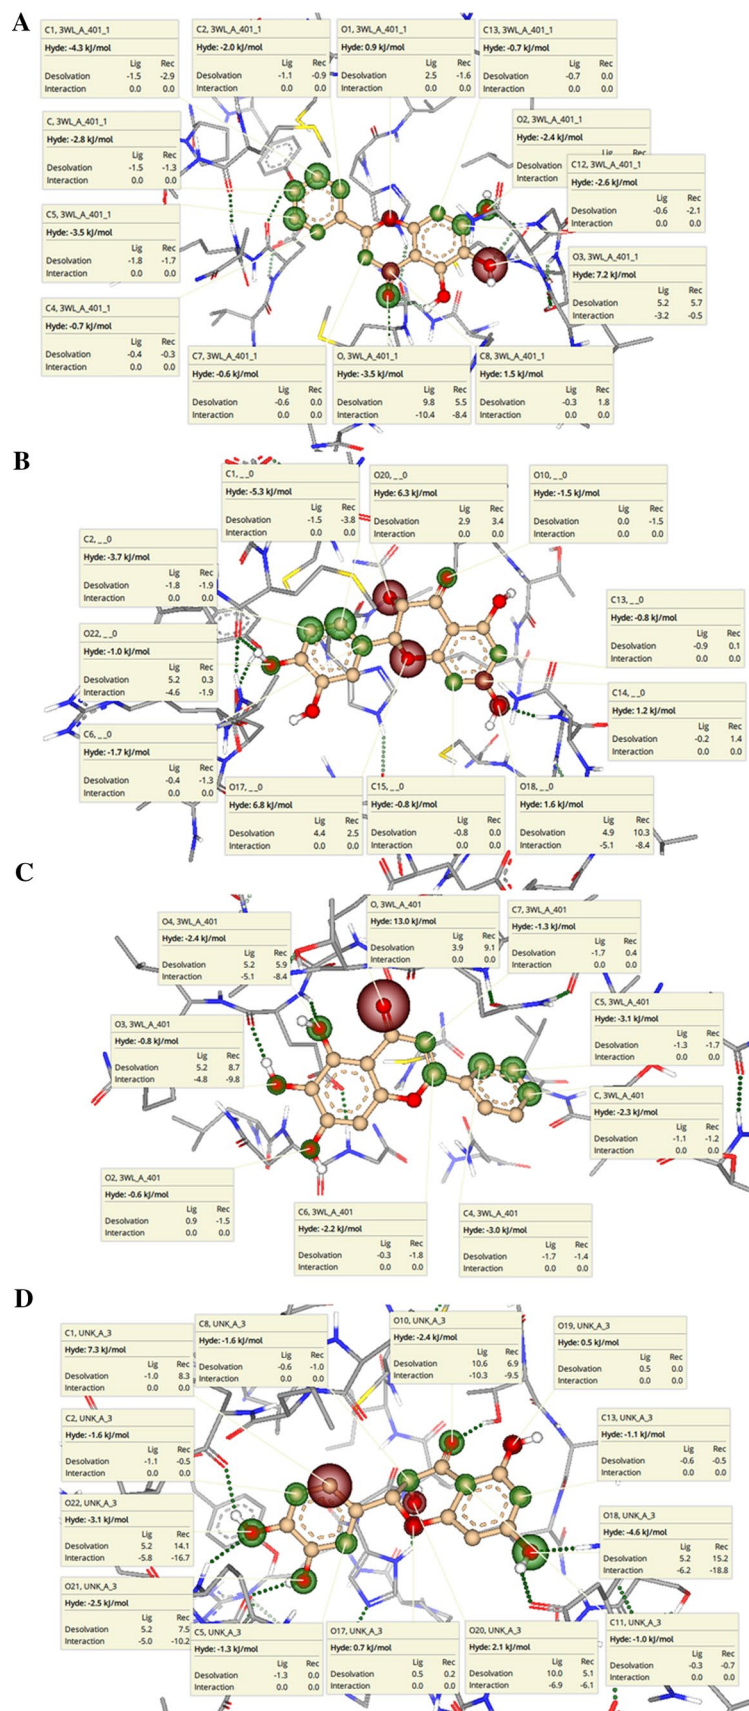 A
C1, 3WL_A_401_1
Hyde: -4.3 kJ/mol
Lig Rec
Desolvation -1.5 -2.9
Interaction 0.0 0.0
C2, 3WL_A_401_1
Hyde: -2.0 kJ/mol
Lig Rec
Desolvation -1.1 -0.9
Interaction 0.0 0.0
O1, 3WL_A_401_1
Hyde: 0.9 kJ/mol
Lig Rec
Desolvation 2.5 -1.6
Interaction 0.0 0.0
C13, 3WL_A_401_1
Hyde: -0.7 kJ/mol
Lig Rec
Desolvation -0.7 0.0
Interaction 0.0 0.0
C, 3WL_A_401_1
Hyde: -2.8 kJ/mol
Lig Rec
Desolvation -1.5 -1.3
Interaction 0.0 0.0
O2, 3WL_A_401_1
Hyde: -2.4 kJ/mol
Lig
Desolvation
Interaction
C12, 3WL_A_401_1
Hyde: -2.6 kJ/mol
Lig Rec
Desolvation -0.6 -2.1
Interaction 0.0 0.0
C5, 3WL_A_401_1
Hyde: -3.5 kJ/mol
Lig Rec
Desolvation -1.8 -1.7
Interaction 0.0 0.0
O3, 3WL_A_401_1
Hyde: 7.2 kJ/mol
Lig Rec
Desolvation 5.2 5.7
Interaction -3.2 -0.5
C4, 3WL_A_401_1
Hyde: -0.7 kJ/mol
Lig Rec
Desolvation -0.4 -0.3
Interaction 0.0 0.0
C7, 3WL_A_401_1
Hyde: -0.6 kJ/mol
Lig Rec
Desolvation -0.6 0.0
Interaction 0.0 0.0
O, 3WL_A_401_1
Hyde: -3.5 kJ/mol
Lig Rec
Desolvation 9.8 5.5
Interaction -10.4 -8.4
C8, 3WL_A_401_1
Hyde: 1.5 kJ/mol
Lig Rec
Desolvation -0.3 1.8
Interaction 0.0 0.0
B
C1, _ _0
Hyde: -5.3 kJ/mol
Lig Rec
Desolvation -1.5 -3.8
Interaction 0.0 0.0
O20, _ _0
Hyde: 6.3 kJ/mol
Lig Rec
Desolvation 2.9 3.4
Interaction 0.0 0.0
O10, _ _0
Hyde: -1.5 kJ/mol
Lig Rec
Desolvation 0.0 -1.5
Interaction 0.0 0.0
C2, _ _0
Hyde: -3.7 kJ/mol
Lig Rec
Desolvation -1.8 -1.9
Interaction 0.0 0.0
C13, _ _0
Hyde: -0.8 kJ/mol
Lig Rec
Desolvation -0.9 0.1
Interaction 0.0 0.0
O22, _ _0
Hyde: -1.0 kJ/mol
Lig Rec
Desolvation 5.2 0.3
Interaction -4.6 -1.9
C14, _ _0
Hyde: 1.2 kJ/mol
Lig Rec
Desolvation -0.2 1.4
Interaction 0.0 0.0
C6, _ _0
Hyde: -1.7 kJ/mol
Lig Rec
Desolvation -0.4 -1.3
Interaction 0.0 0.0
O17, _ _0
Hyde: 6.8 kJ/mol
Lig Rec
Desolvation 4.4 2.5
Interaction 0.0 0.0
C15, _ _0
Hyde: -0.8 kJ/mol
Lig Rec
Desolvation -0.8 0.0
Interaction 0.0 0.0
O18, _ _0
Hyde: 1.6 kJ/mol
Lig Rec
Desolvation 4.9 10.3
Interaction -5.1 -8.4
C
O4, 3WL_A_401
Hyde: -2.4 kJ/mol
Lig Rec
Desolvation 5.2 5.9
Interaction -5.1 -8.4
O, 3WL_A_401
Hyde: 13.0 kJ/mol
Lig Rec
Desolvation 3.9 9.1
Interaction 0.0 0.0
C7, 3WL_A_401
Hyde: -1.3 kJ/mol
Lig Rec
Desolvation -1.7 0.4
Interaction 0.0 0.0
C5, 3WL_A_401
Hyde: -3.1 kJ/mol
Lig Rec
Desolvation -1.3 -1.7
Interaction 0.0 0.0
O3, 3WL_A_401
Hyde: -0.8 kJ/mol
Lig Rec
Desolvation 5.2 8.7
Interaction -4.8 -9.8
C, 3WL_A_401
Hyde: -2.3 kJ/mol
Lig Rec
Desolvation -1.1 -1.2
Interaction 0.0 0.0
O2, 3WL_A_401
Hyde: -0.6 kJ/mol
Lig Rec
Desolvation 0.9 -1.5
Interaction 0.0 0.0
C6, 3WL_A_401
Hyde: -2.2 kJ/mol
Lig Rec
Desolvation -0.3 -1.8
Interaction 0.0 0.0
C4, 3WL_A_401
Hyde: -3.0 kJ/mol
Lig Rec
Desolvation -1.7 -1.4
Interaction 0.0 0.0
D
C1, UNK_A_3
Hyde: 7.3 kJ/mol
Lig Rec
Desolvation -1.0 8.3
Interaction 0.0 0.0
C8, UNK_A_3
Hyde: -1.6 kJ/mol
Lig Rec
Desolvation -0.6 -1.0
Interaction 0.0 0.0
O10, UNK_A_3
Hyde: -2.4 kJ/mol
Lig Rec
Desolvation 10.6 6.9
Interaction -10.3 -9.5
O19, UNK_A_3
Hyde: 0.5 kJ/mol
Lig Rec
Desolvation 0.5 0.0
Interaction 0.0 0.0
C2, UNK_A_3
Hyde: -1.6 kJ/mol
Lig Rec
Desolvation -1.1 -0.5
Interaction 0.0 0.0
C13, UNK_A_3
Hyde: -1.1 kJ/mol
Lig Rec
Desolvation -0.6 -0.5
Interaction 0.0 0.0
O22, UNK_A_3
Hyde: -3.1 kJ/mol
Lig Rec
Desolvation 5.2 14.1
Interaction -5.8 -16.7
O18, UNK_A_3
Hyde: -4.6 kJ/mol
Lig Rec
Desolvation 5.2 15.2
Interaction -6.2 -18.8
O21, UNK_A_3
Hyde: -2.5 kJ/mol
Lig Rec
Desolvation 5.2 7.5
Interaction -5.0 -10.2
C5, UNK_A_3
Hyde: -1.3 kJ/mol
Lig Rec
Desolvation -1.3 0.0
Interaction 0.0 0.0
O17, UNK_A_3
Hyde: 0.7 kJ/mol
Lig Rec
Desolvation 0.5 0.2
Interaction 0.0 0.0
O20, UNK_A_3
Hyde: 2.1 kJ/mol
Lig Rec
Desolvation 10.0 5.1
Interaction -6.9 -6.1
C11, UNK_A_3
Hyde: -1.0 kJ/mol
Lig Rec
Desolvation -0.3 -0.7
Interaction 0.0 0.0